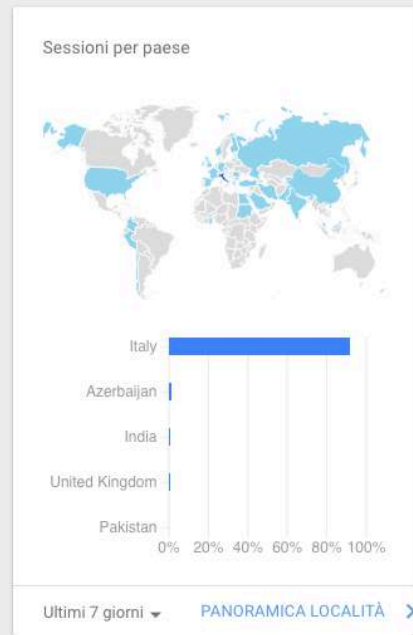 Sessioni per paese
Italy
Azerbaijan
India
United Kingdom
Pakistan
0% 20% 40% 60% 80% 100%
Ultimi 7 giorni PANORAMICA LOCALITÀ